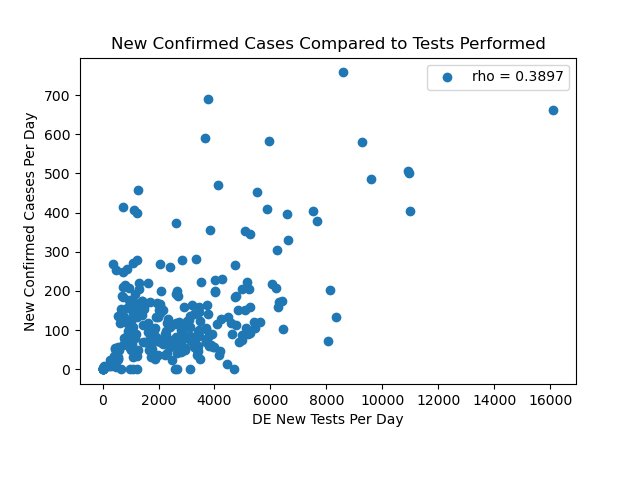 New Confirmed Cases Compared to Tests Performed
rho = 0.3897
New Confirmed Caeses Per Day
700
600
500
400
300
200
100
0
0 2000 4000 6000 8000 10000 12000 14000 16000
DE New Tests Per Day